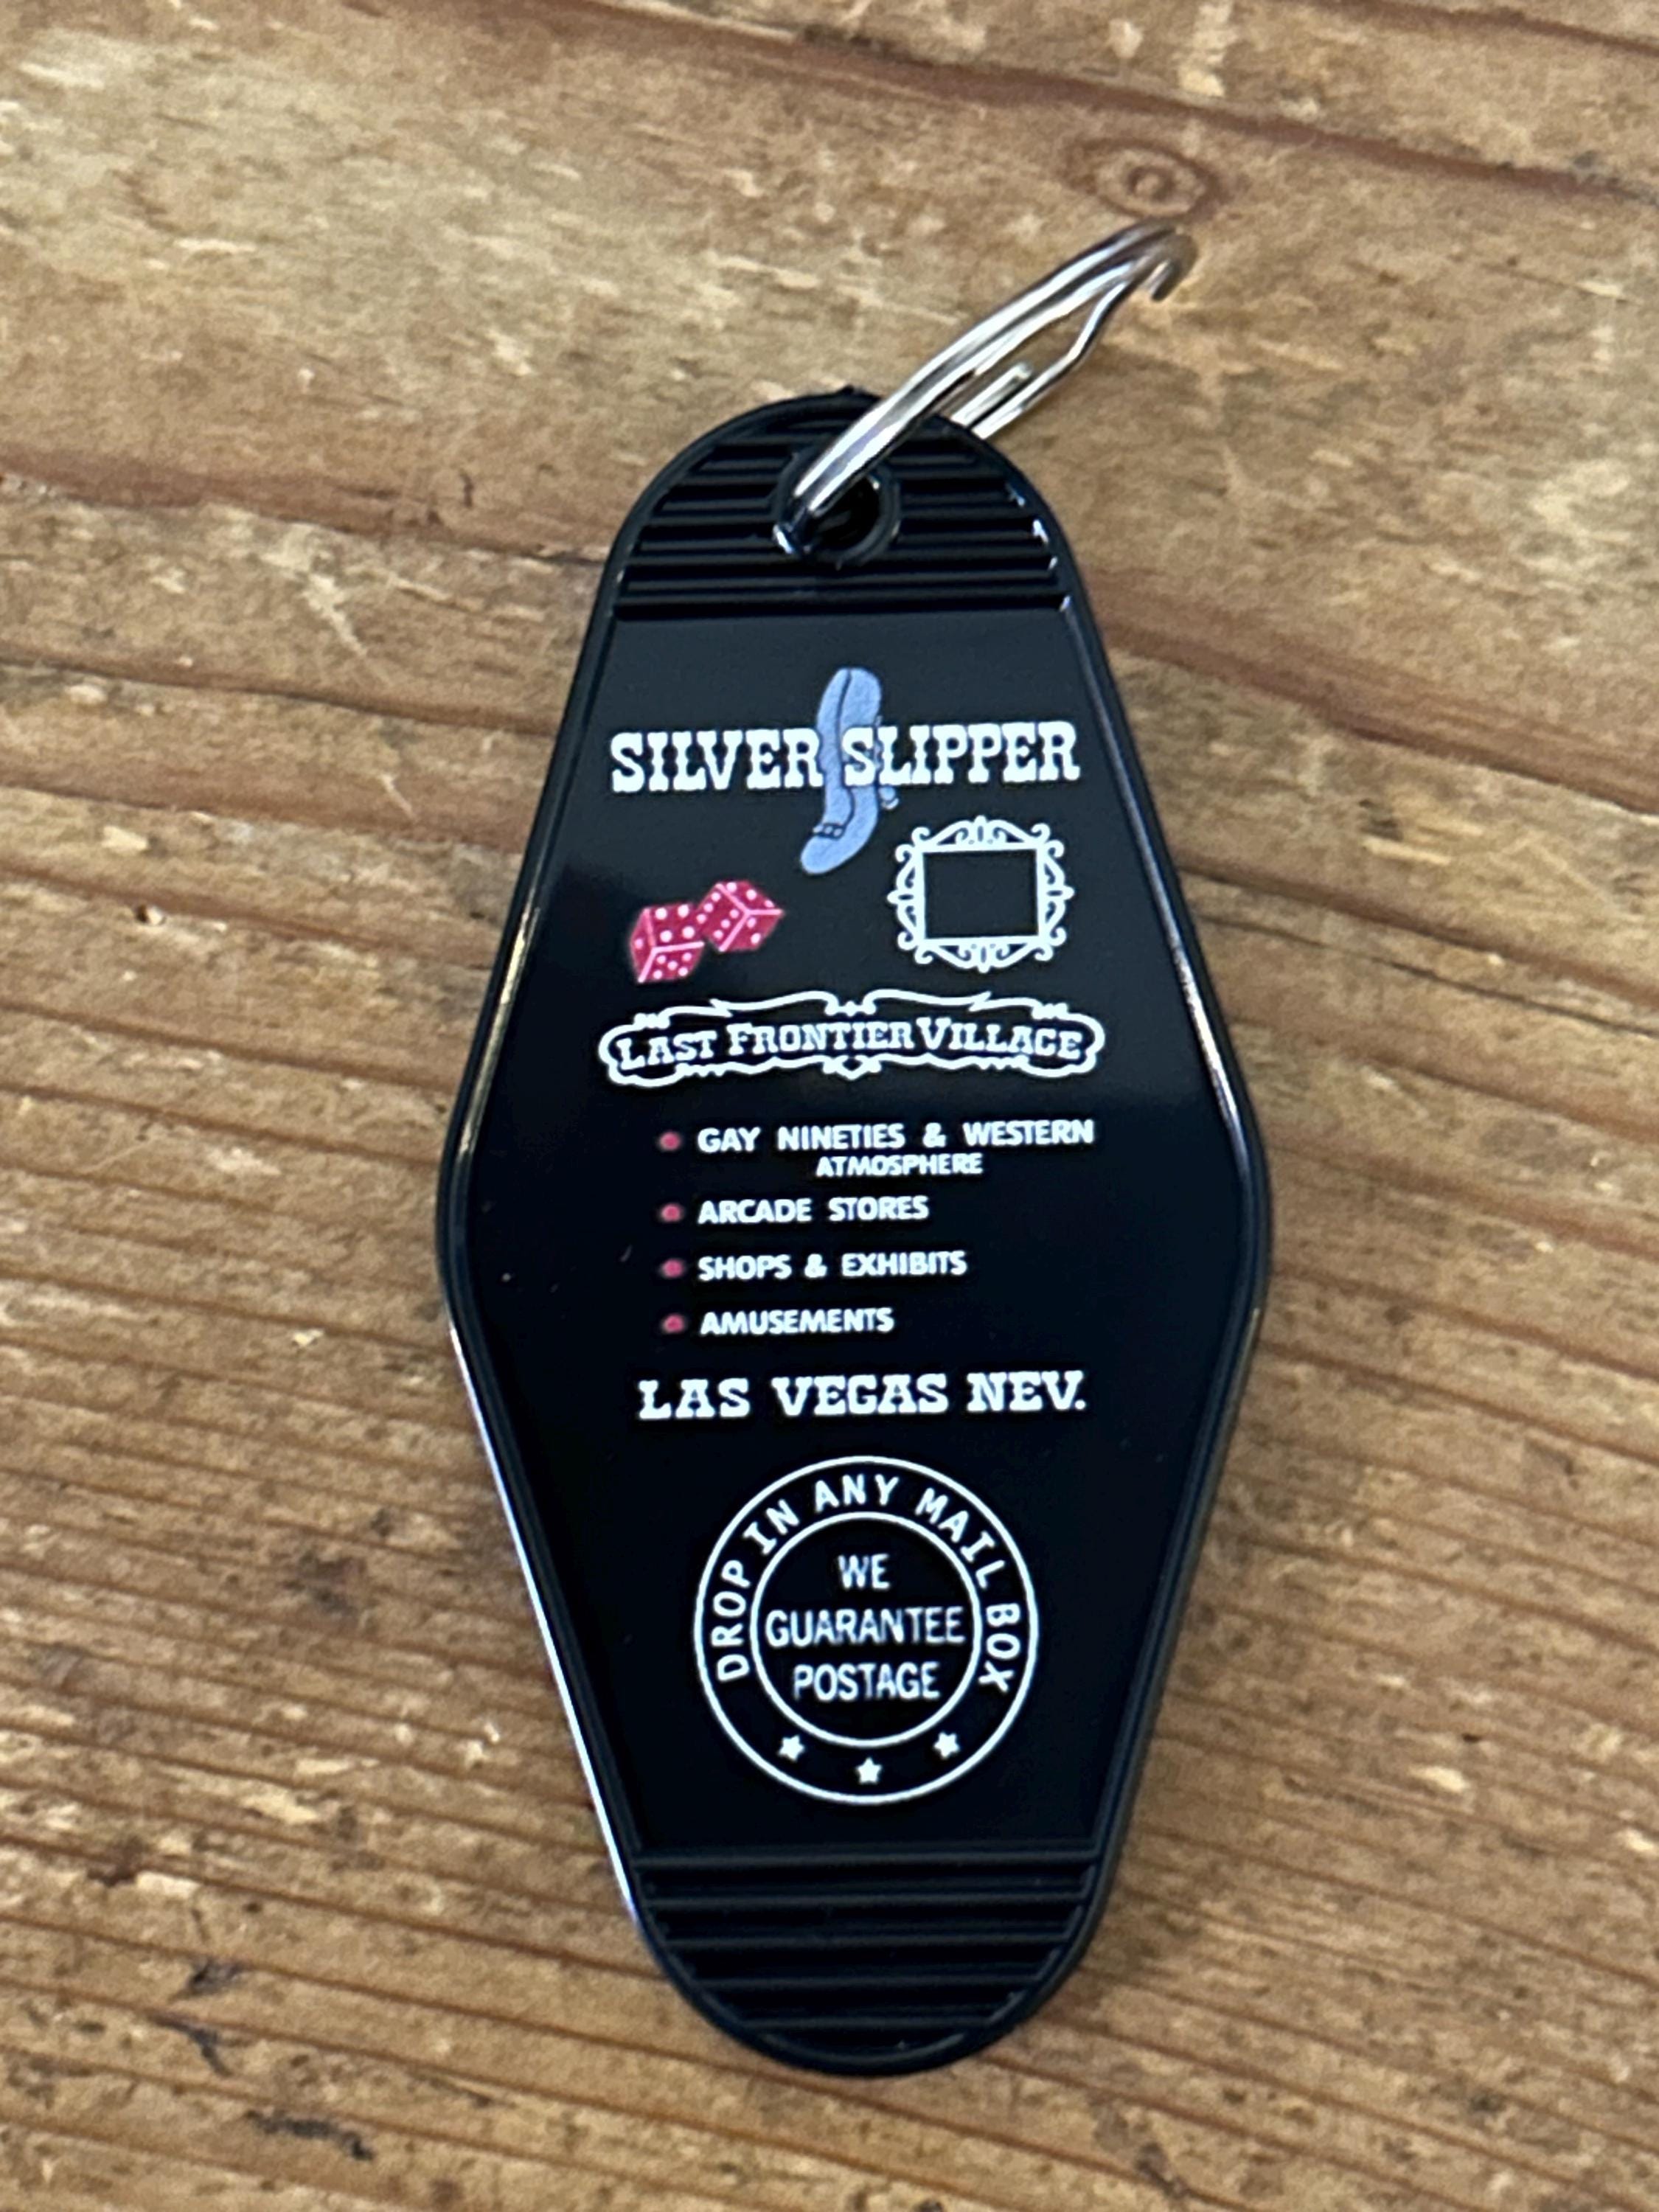 SILVER SLIPPER
LAST FRONTIER VILLAGE
• GAY NINETIES & WESTERN
ATMOSPHERE
• ARCADE STORES
• SHOPS & EXHIBITS
• AMUSEMENTS
LAS VEGAS NEV.
DROP IN ANY MAIL BOX
WE
GUARANTEE
POSTAGE